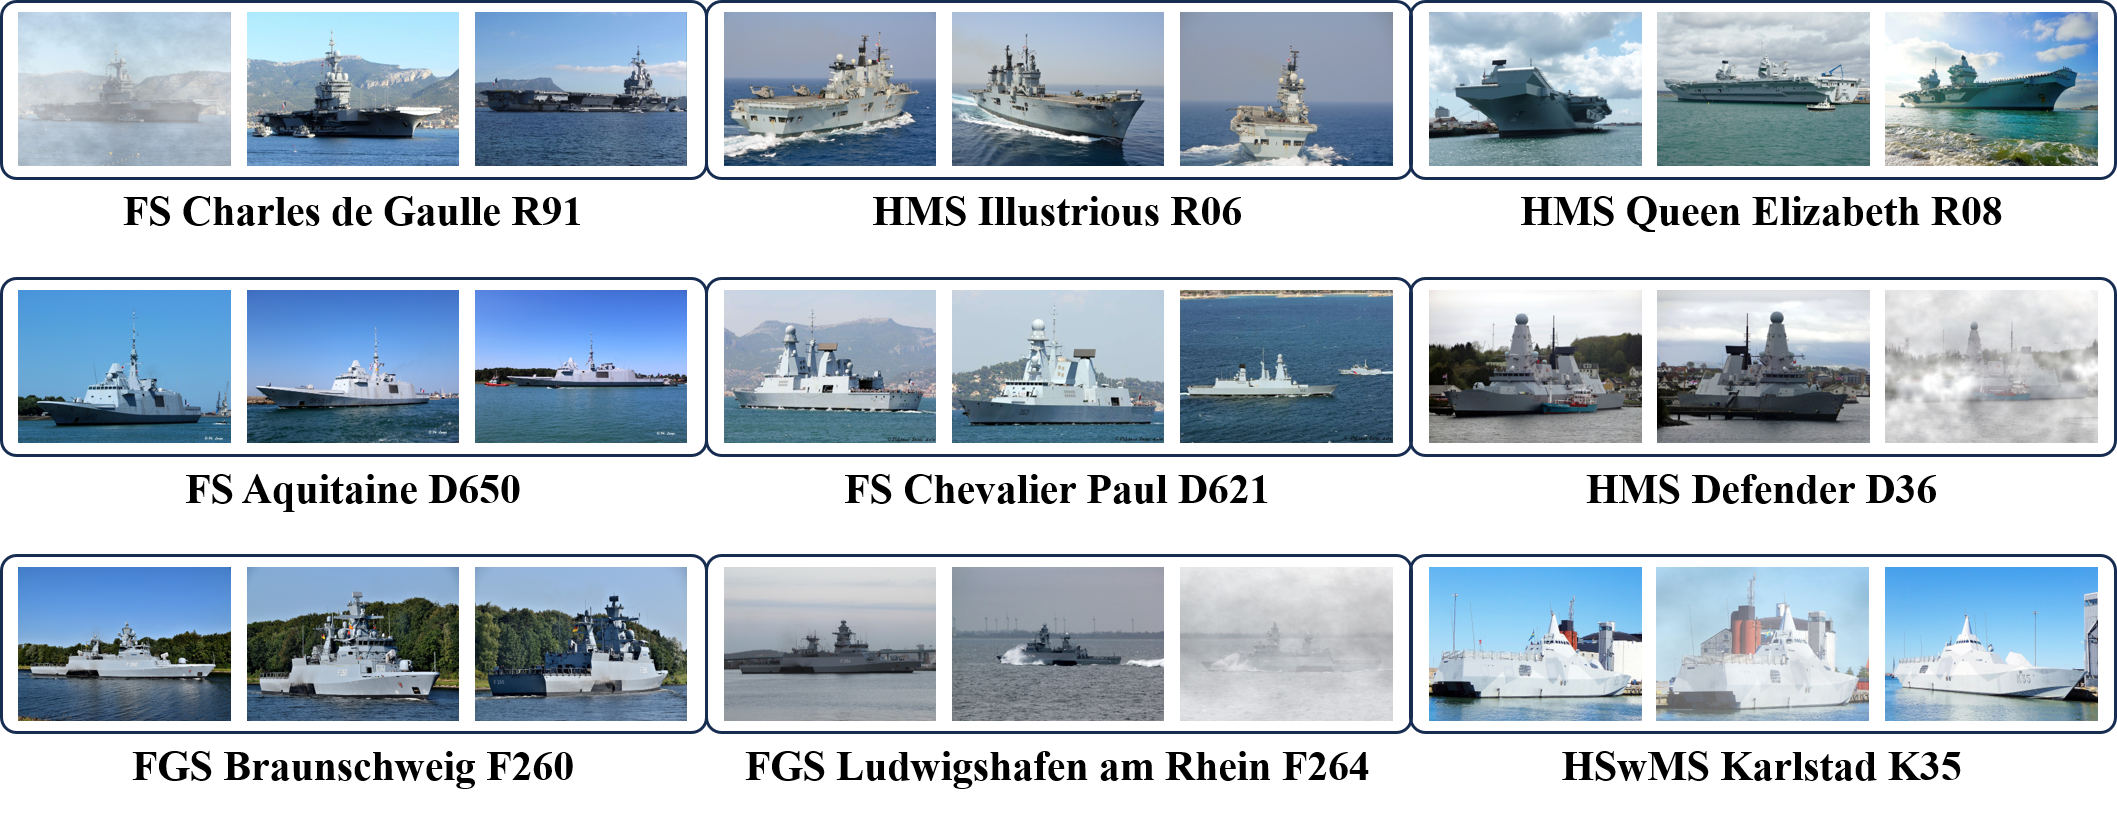 FS Charles de Gaulle R91
HMS Illustrious R06
HMS Queen Elizabeth R08
FS Aquitaine D650
FS Chevalier Paul D621
HMS Defender D36
FGS Braunschweig F260
FGS Ludwigshafen am Rhein F264
HSwMS Karlstad K35